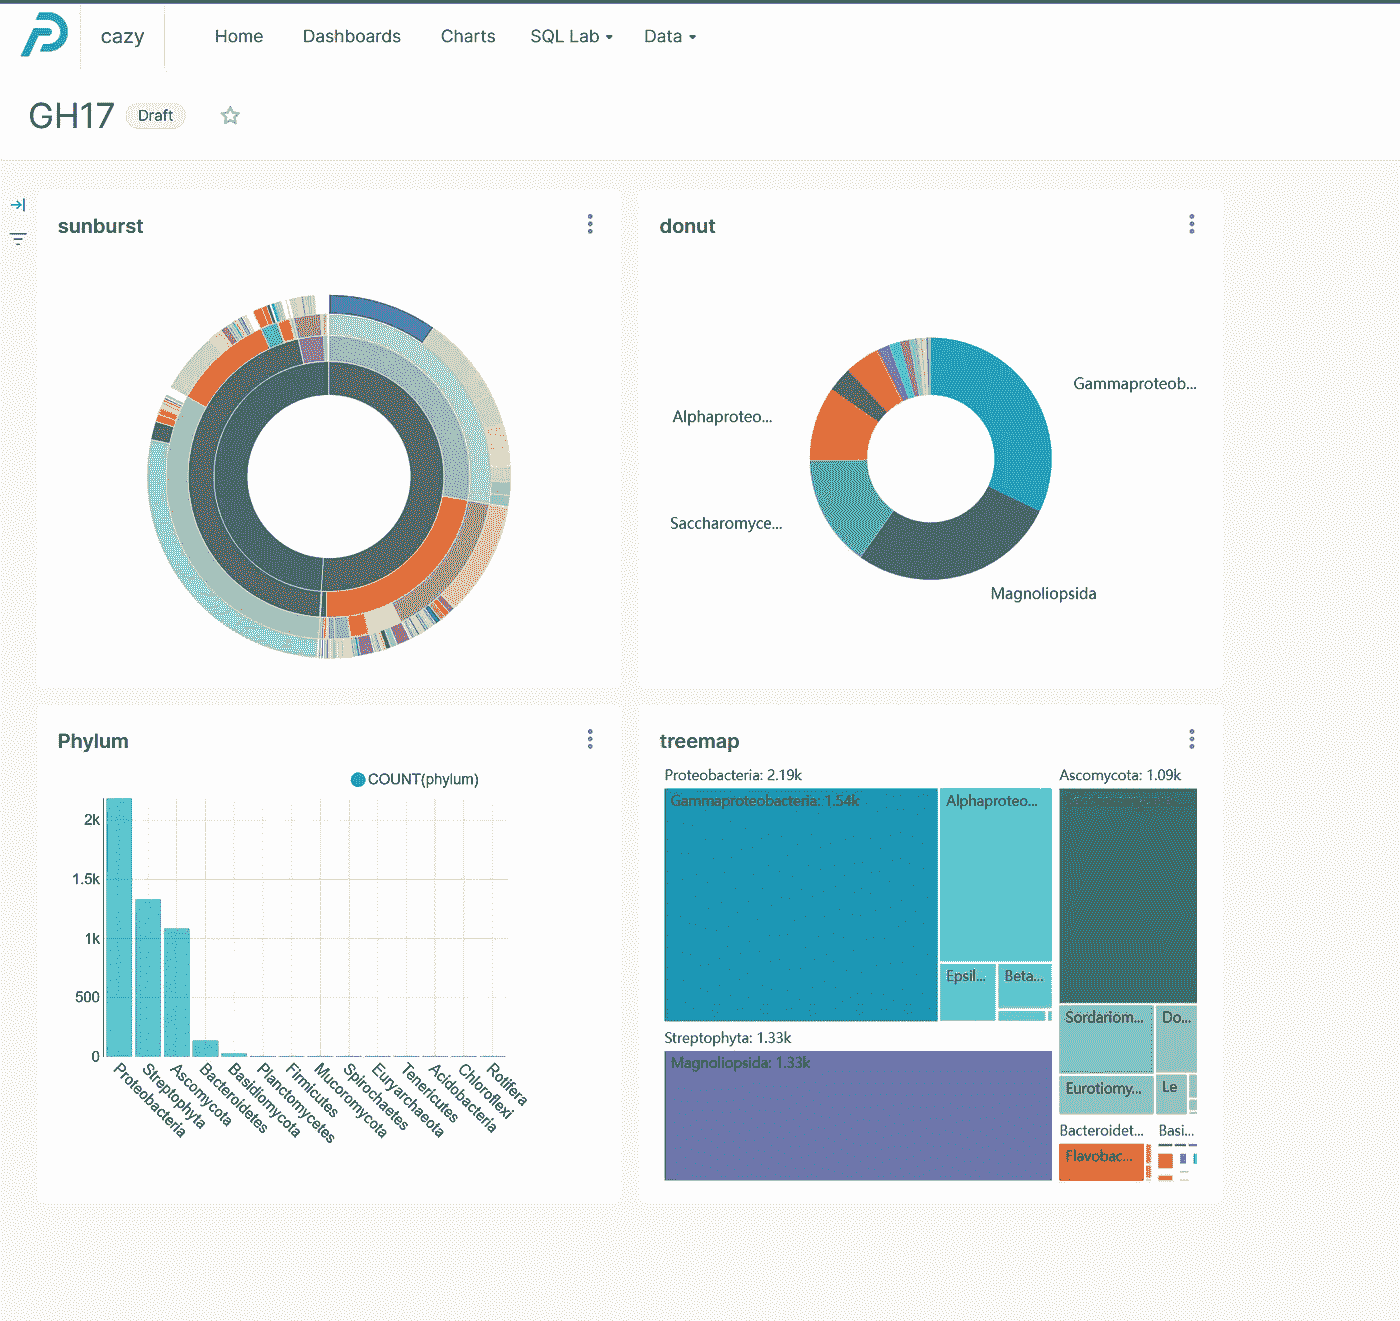 cazy
Home
Dashboards
Charts
SQL Lab
Data
GH17
Draft
sunburst
donut
Gammaproteob...
Alphaproteo...
Saccharomyce...
Magnoliopsida
Phylum
COUNT(phylum)
2k
1.5k
1k
500
0
Proteobacteria
Streptophyta
Ascomycota
Bacteroidetes
Basidiomycota
Planctomycetes
Firmicutes
Mucoromycota
Spirochaetes
Euryarchaeota
Tenericutes
Acidobacteria
Chloroflexi
Rotifera
treemap
Proteobacteria: 2.19k
Ascomycota: 1.09k
Gammaproteobacteria: 1.54k
Alphaproteo...
Epsil...
Beta...
Sordariom...
Do...
Eurotiomy...
Le
Streptophyta: 1.33k
Magnoliopsida: 1.33k
Bacteroidet...
Basi...
Flavobac...